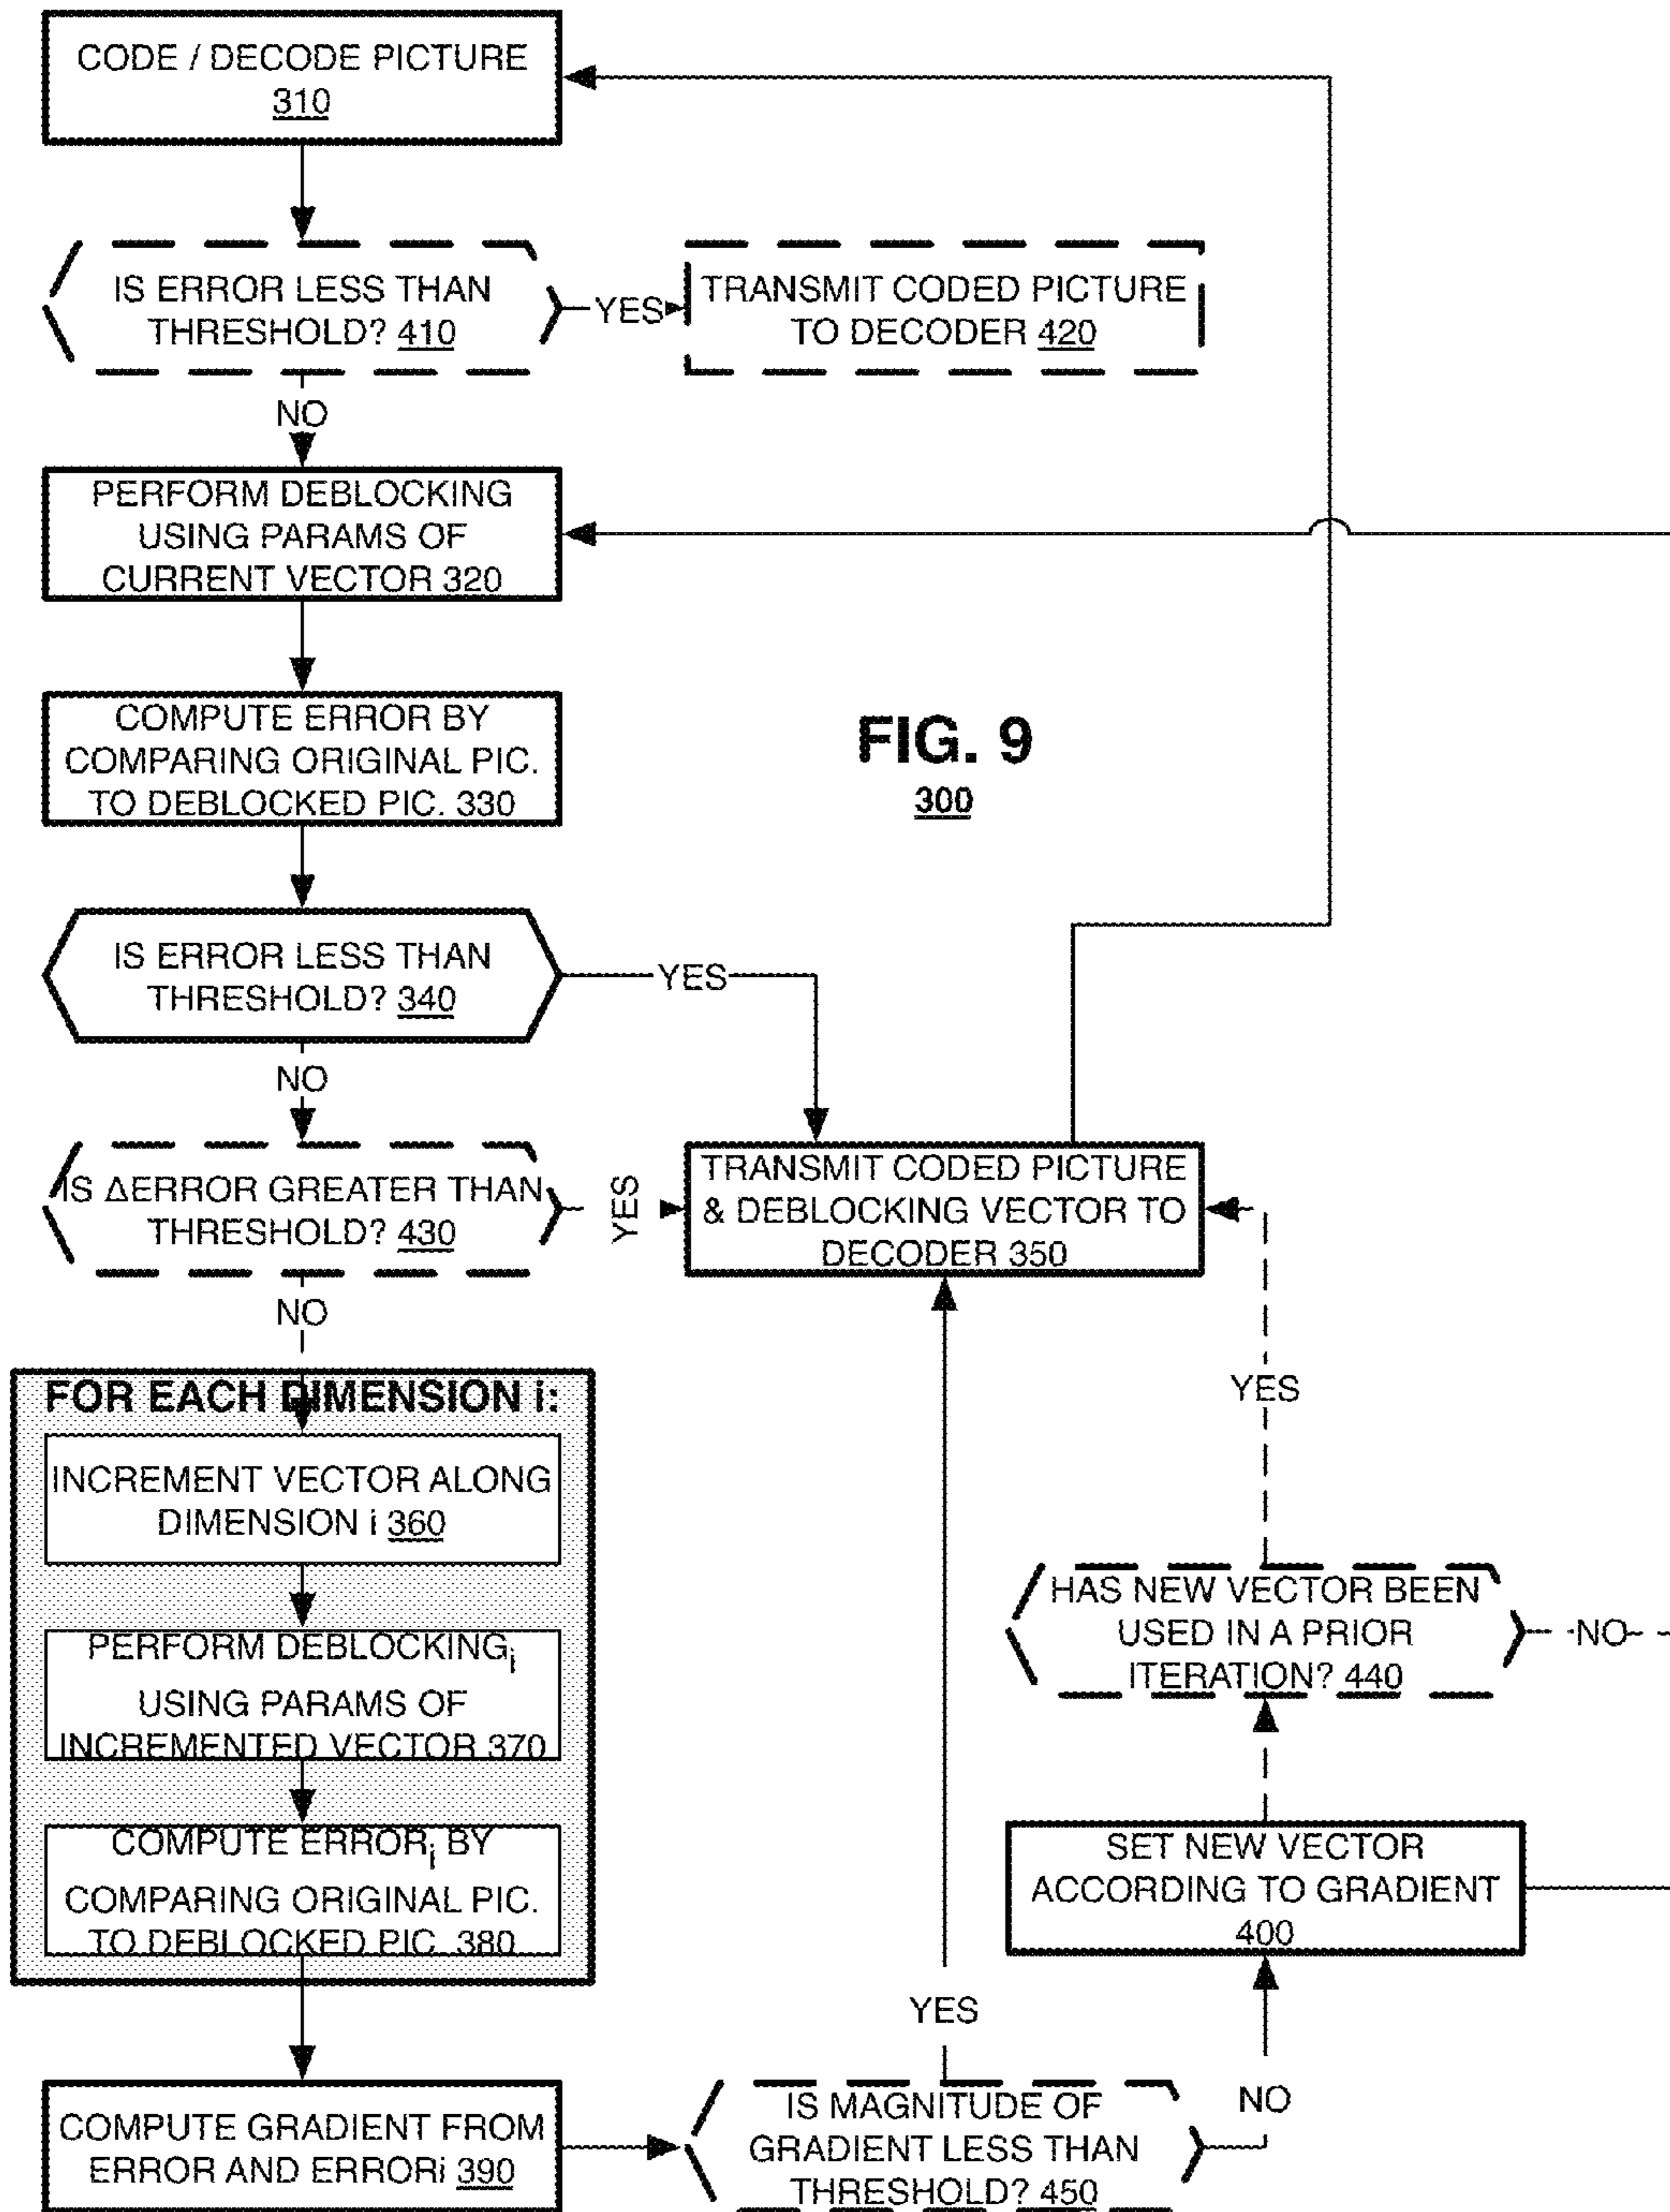 CODE / DECODE PICTURE
310
IS ERROR LESS THAN
THRESHOLD? 410
YES
TRANSMIT CODED PICTURE
TO DECODER 420
NO
PERFORM DEBLOCKING
USING PARAMS OF
CURRENT VECTOR 320
COMPUTE ERROR BY
COMPARING ORIGINAL PIC.
TO DEBLOCKED PIC. 330
FIG. 9
300
IS ERROR LESS THAN
THRESHOLD? 340
YES
NO
IS ΔERROR GREATER THAN
THRESHOLD? 430
YES
TRANSMIT CODED PICTURE
& DEBLOCKING VECTOR TO
DECODER 350
NO
FOR EACH DIMENSION i:
INCREMENT VECTOR ALONG
DIMENSION i 360
PERFORM DEBLOCKINGi
USING PARAMS OF
INCREMENTED VECTOR 370
COMPUTE ERRORi BY
COMPARING ORIGINAL PIC.
TO DEBLOCKED PIC. 380
YES
HAS NEW VECTOR BEEN
USED IN A PRIOR
ITERATION? 440
NO
SET NEW VECTOR
ACCORDING TO GRADIENT
400
YES
NO
COMPUTE GRADIENT FROM
ERROR AND ERRORi 390
IS MAGNITUDE OF
GRADIENT LESS THAN
THRESHOLD? 450